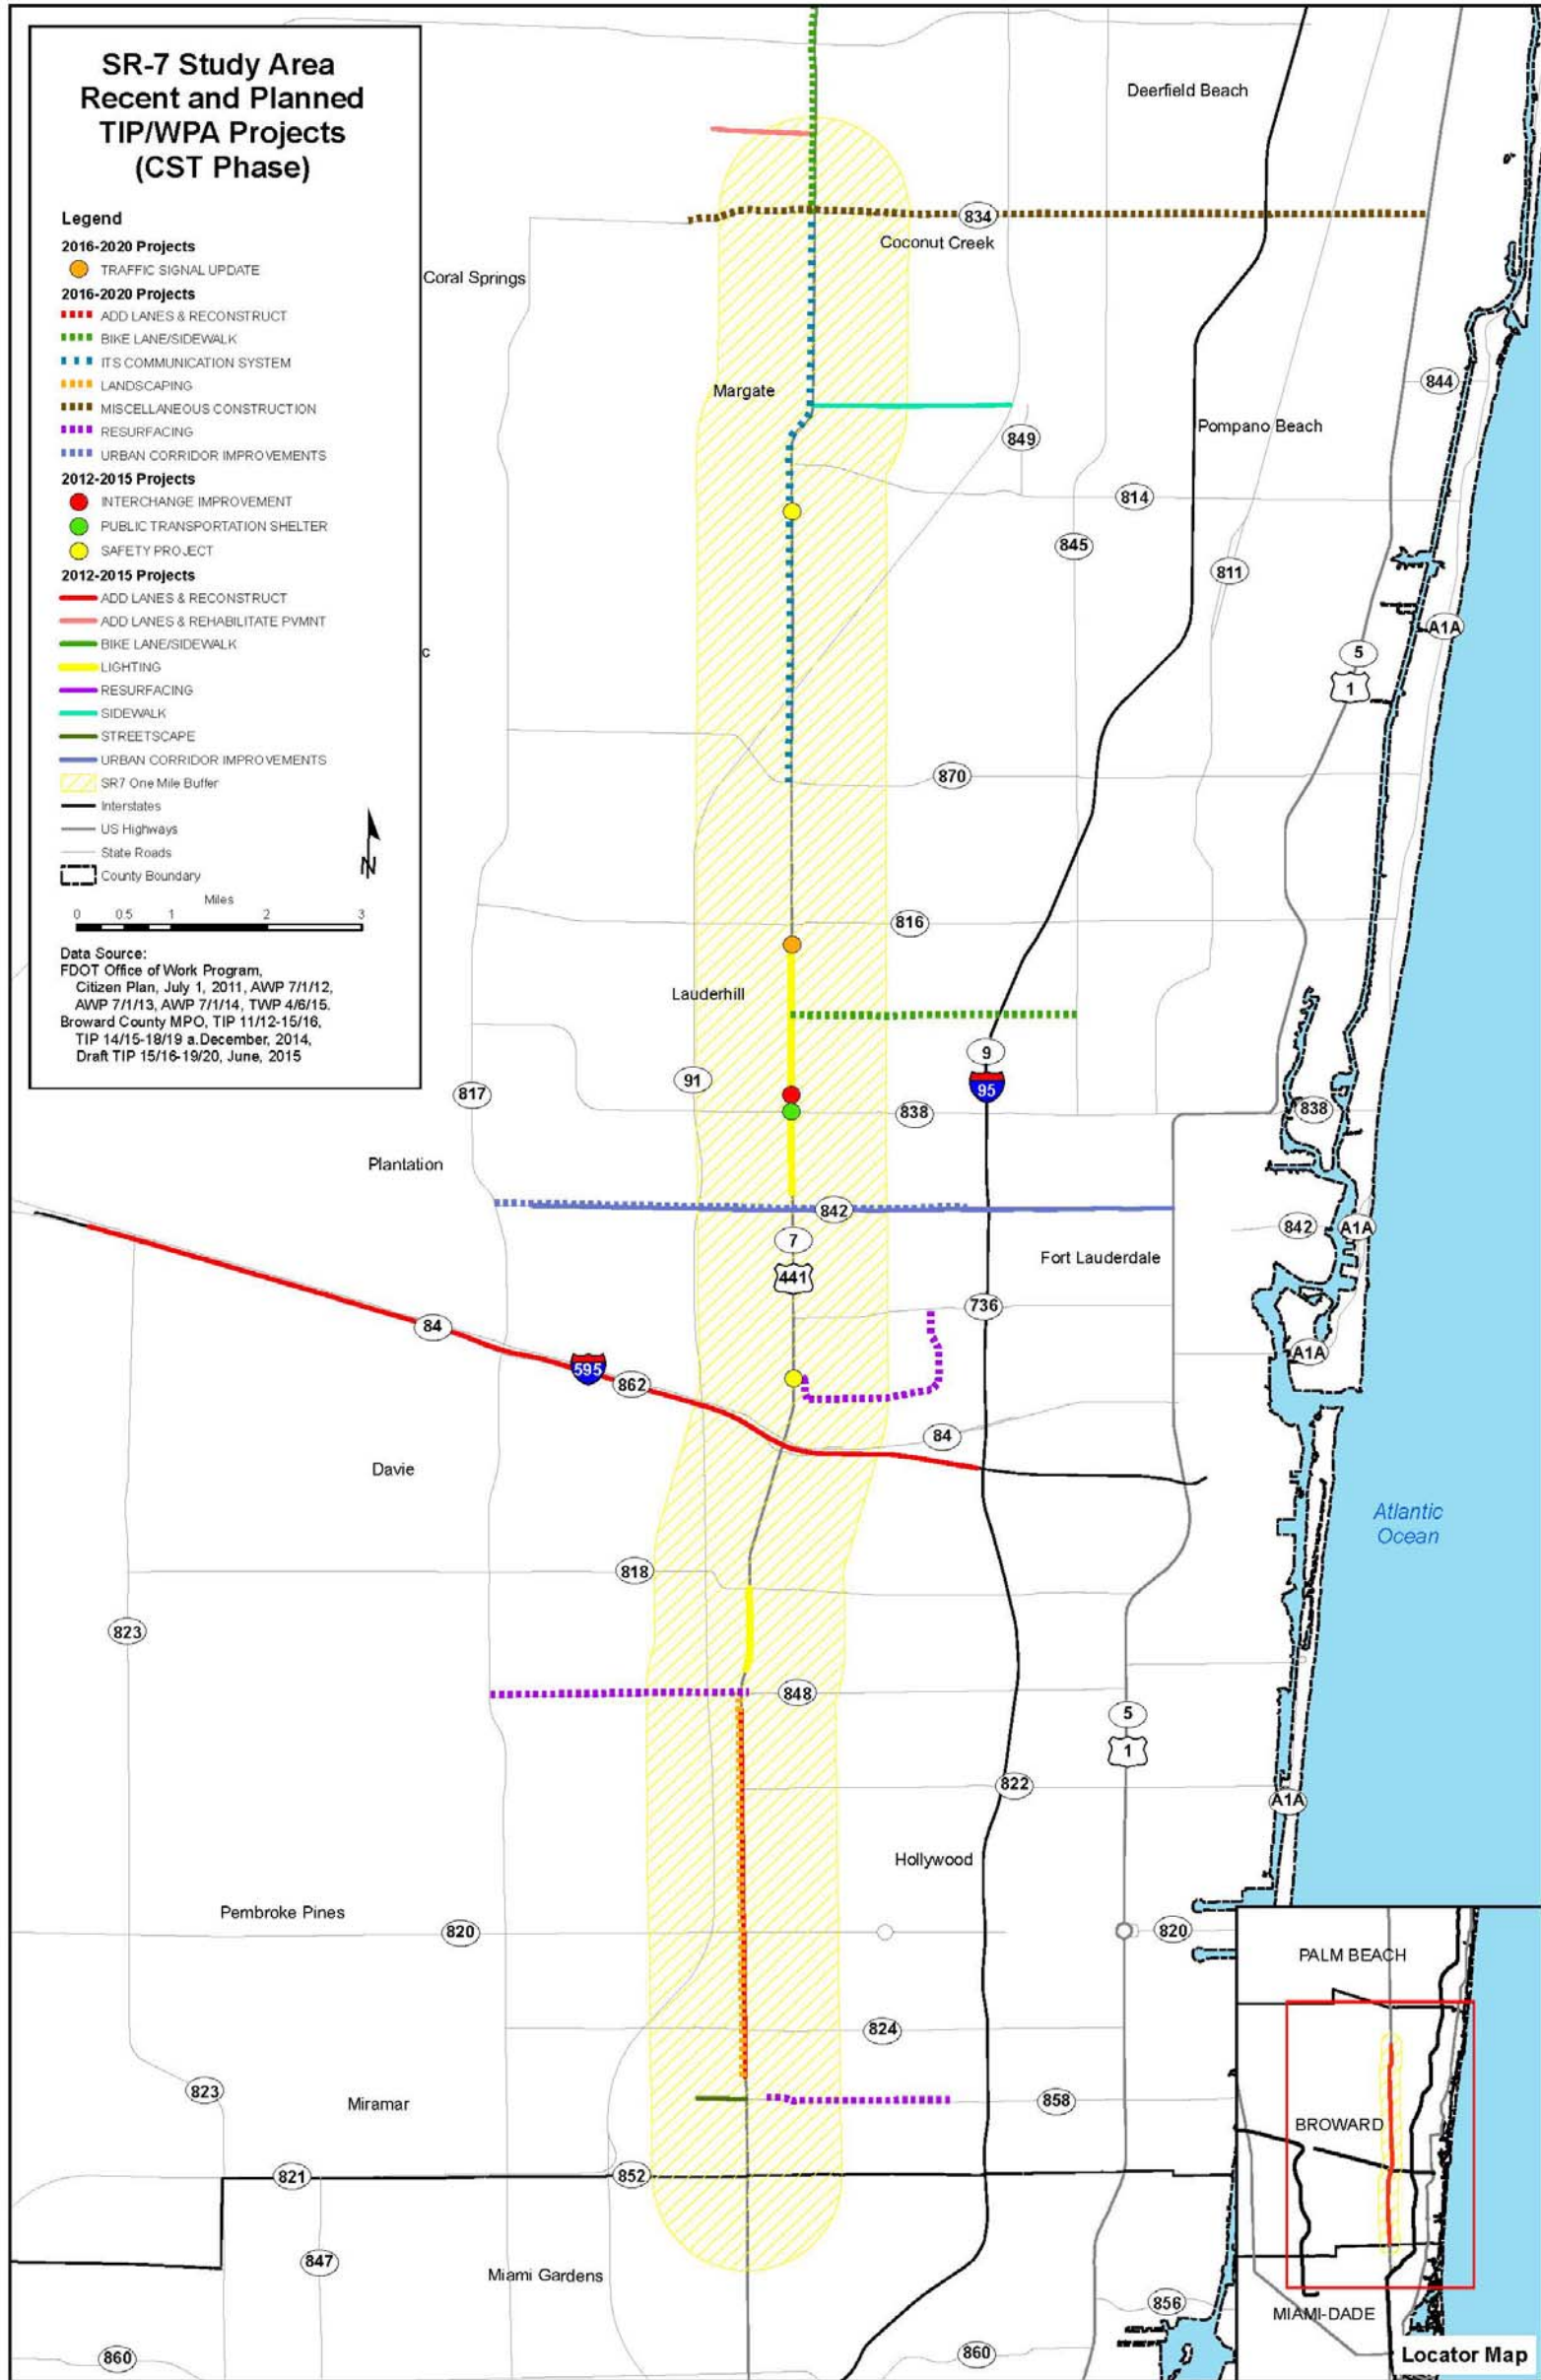 SR-7 Study Area
Recent and Planned
TIP/WPA Projects
(CST Phase)
Legend
2016-2020 Projects
TRAFFIC SIGNAL UPDATE
2016-2020 Projects
ADD LANES & RECONSTRUCT
BIKE LANE/SIDEWALK
ITS COMMUNICATION SYSTEM
LANDSCAPING
MISCELLANEOUS CONSTRUCTION
RESURFACING
URBAN CORRIDOR IMPROVEMENTS
2012-2015 Projects
INTERCHANGE IMPROVEMENT
PUBLIC TRANSPORTATION SHELTER
SAFETY PROJECT
2012-2015 Projects
ADD LANES & RECONSTRUCT
ADD LANES & REHABILITATE PVMNT
BIKE LANE/SIDEWALK
LIGHTING
RESURFACING
SIDEWALK
STREETSCAPE
URBAN CORRIDOR IMPROVEMENTS
SR7 One Mile Buffer
Interstates
US Highways
State Roads
County Boundary
N
Miles
0 0.5 1 2 3
Data Source:
FDOT Office of Work Program,
Citizen Plan, July 1, 2011, AWP 7/1/12,
AWP 7/1/13, AWP 7/1/14, TWP 4/6/15.
Broward County MPO, TIP 11/12-15/16,
TIP 14/15-18/19 a.December, 2014,
Draft TIP 15/16-19/20, June, 2015
Deerfield Beach
834
Coconut Creek
Coral Springs
844
Margate
Pompano Beach
849
814
845
811
A1A
c
5
1
870
816
Lauderhill
9
91
95
817
838
838
Plantation
842
842
A1A
7
Fort Lauderdale
441
736
84
A1A
595
862
84
Davie
Atlantic
Ocean
818
823
848
5
1
822
A1A
Hollywood
Pembroke Pines
820
820
PALM BEACH
824
823
Miramar
858
BROWARD
821
852
847
Miami Gardens
856
MIAMI-DADE
860
860
Locator Map